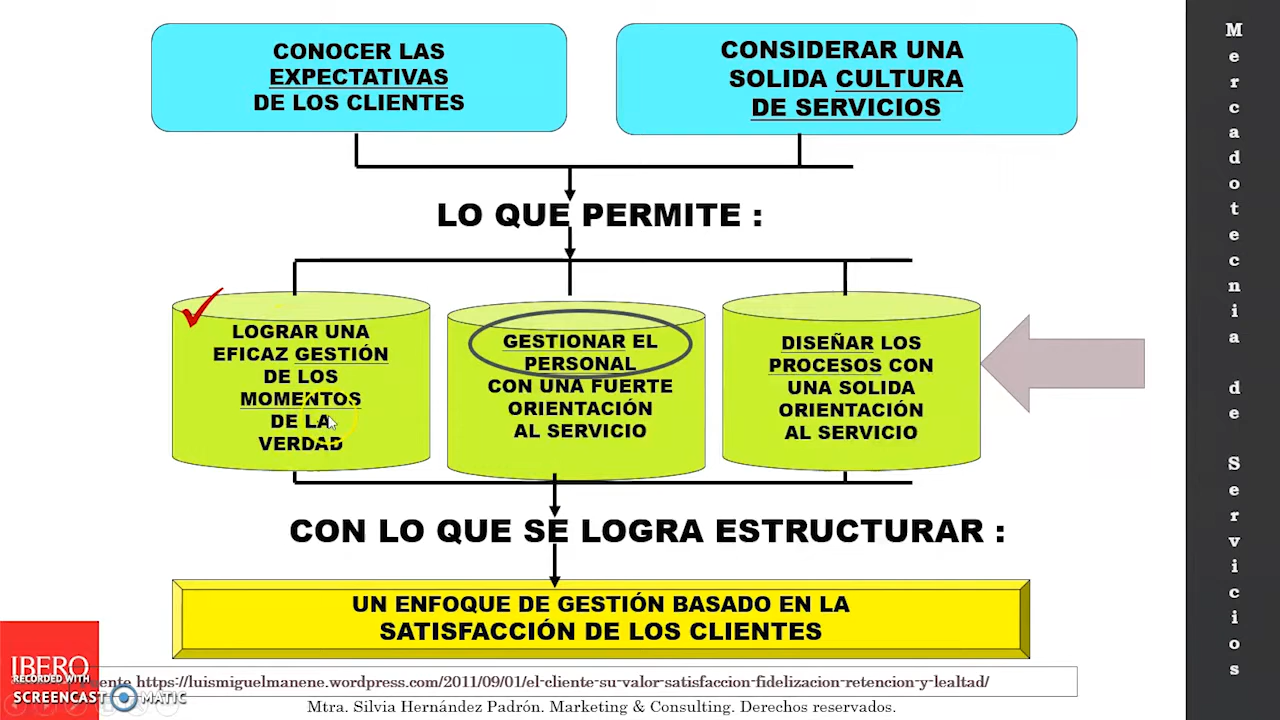 CONOCER LAS
EXPECTATIVAS
DE LOS CLIENTES
CONSIDERAR UNA
SOLIDA CULTURA
DE SERVICIOS
LO QUE PERMITE :
LOGRAR UNA
EFICAZ GESTIÓN
DE LOS
MOMENTOS
DE LA
VERDAD
GESTIONAR EL
PERSONAL
CON UNA FUERTE
ORIENTACIÓN
AL SERVICIO
DISEÑAR LOS
PROCESOS CON
UNA SOLIDA
ORIENTACIÓN
AL SERVICIO
CON LO QUE SE LOGRA ESTRUCTURAR :
UN ENFOQUE DE GESTIÓN BASADO EN LA
SATISFACCIÓN DE LOS CLIENTES
Mercadotecnia de Servicios
IBERO
RECORDED WITH
SCREENCAST MATIC
https://luismiguelmanene.wordpress.com/2011/09/01/el-cliente-su-valor-satisfaccion-fidelizacion-retencion-y-lealtad/
Mtra. Silvia Hernández Padrón. Marketing & Consulting. Derechos reservados.